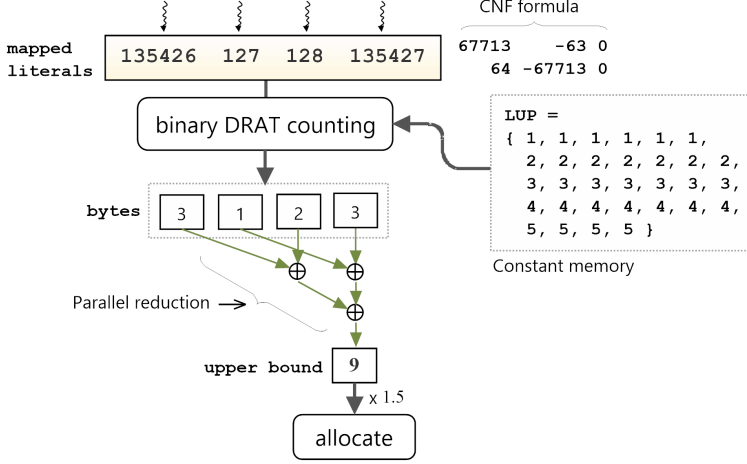 CNF formula
mapped literals
135426 127 128 135427
67713 -63 0
64 -67713 0
binary DRAT counting
LUP =
{ 1, 1, 1, 1, 1, 1,
2, 2, 2, 2, 2, 2, 2,
3, 3, 3, 3, 3, 3, 3,
4, 4, 4, 4, 4, 4, 4,
5, 5, 5, 5 }
Constant memory
bytes 3 1 2 3
⊕ ⊕
Parallel reduction
⊕
upper bound 9
x 1.5
allocate